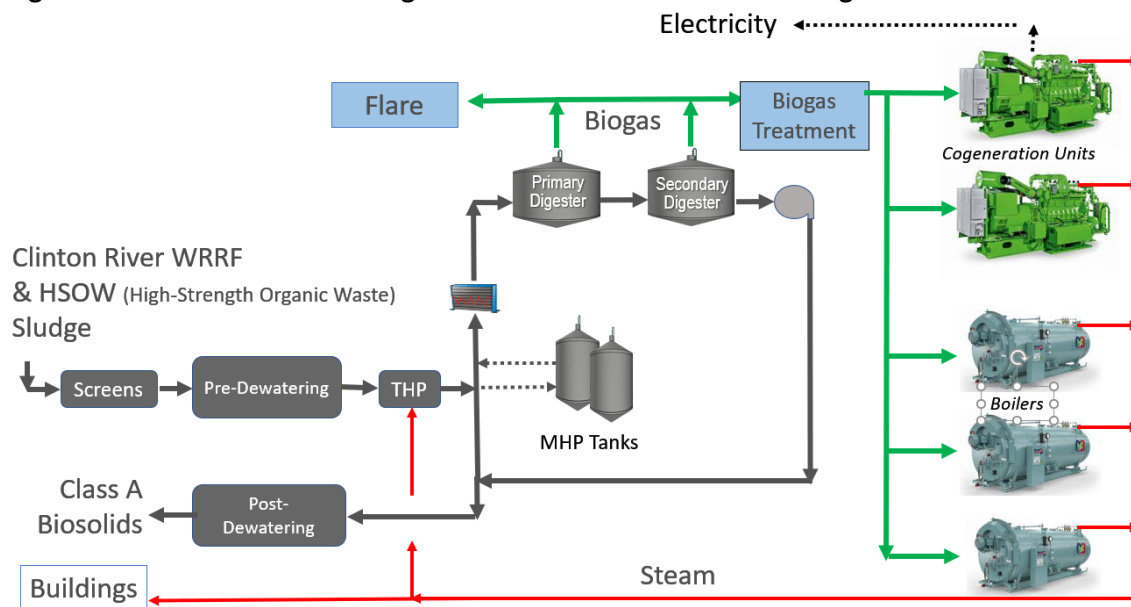 Electricity
Flare
Biogas
Biogas
Treatment
Cogeneration Units
Primary
Digester
Secondary
Digester
Clinton River WRRF
& HSOW (High-Strength Organic Waste)
Sludge
Screens
Pre-Dewatering
THP
MHP Tanks
Boilers
Class A
Biosolids
Post-
Dewatering
Buildings
Steam